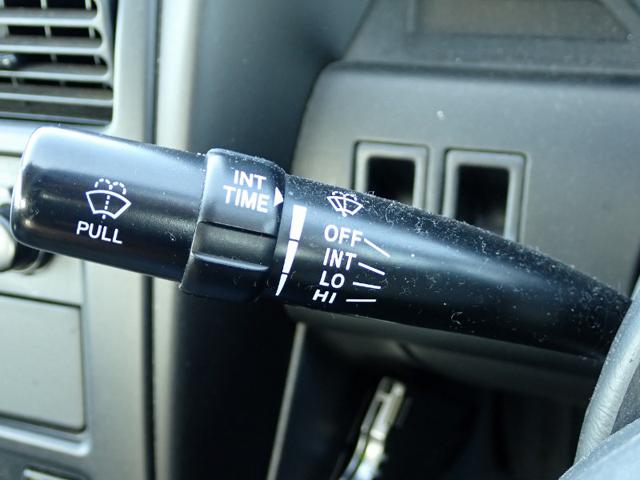 PULL
INT
TIME
OFF
INT
LO
HI